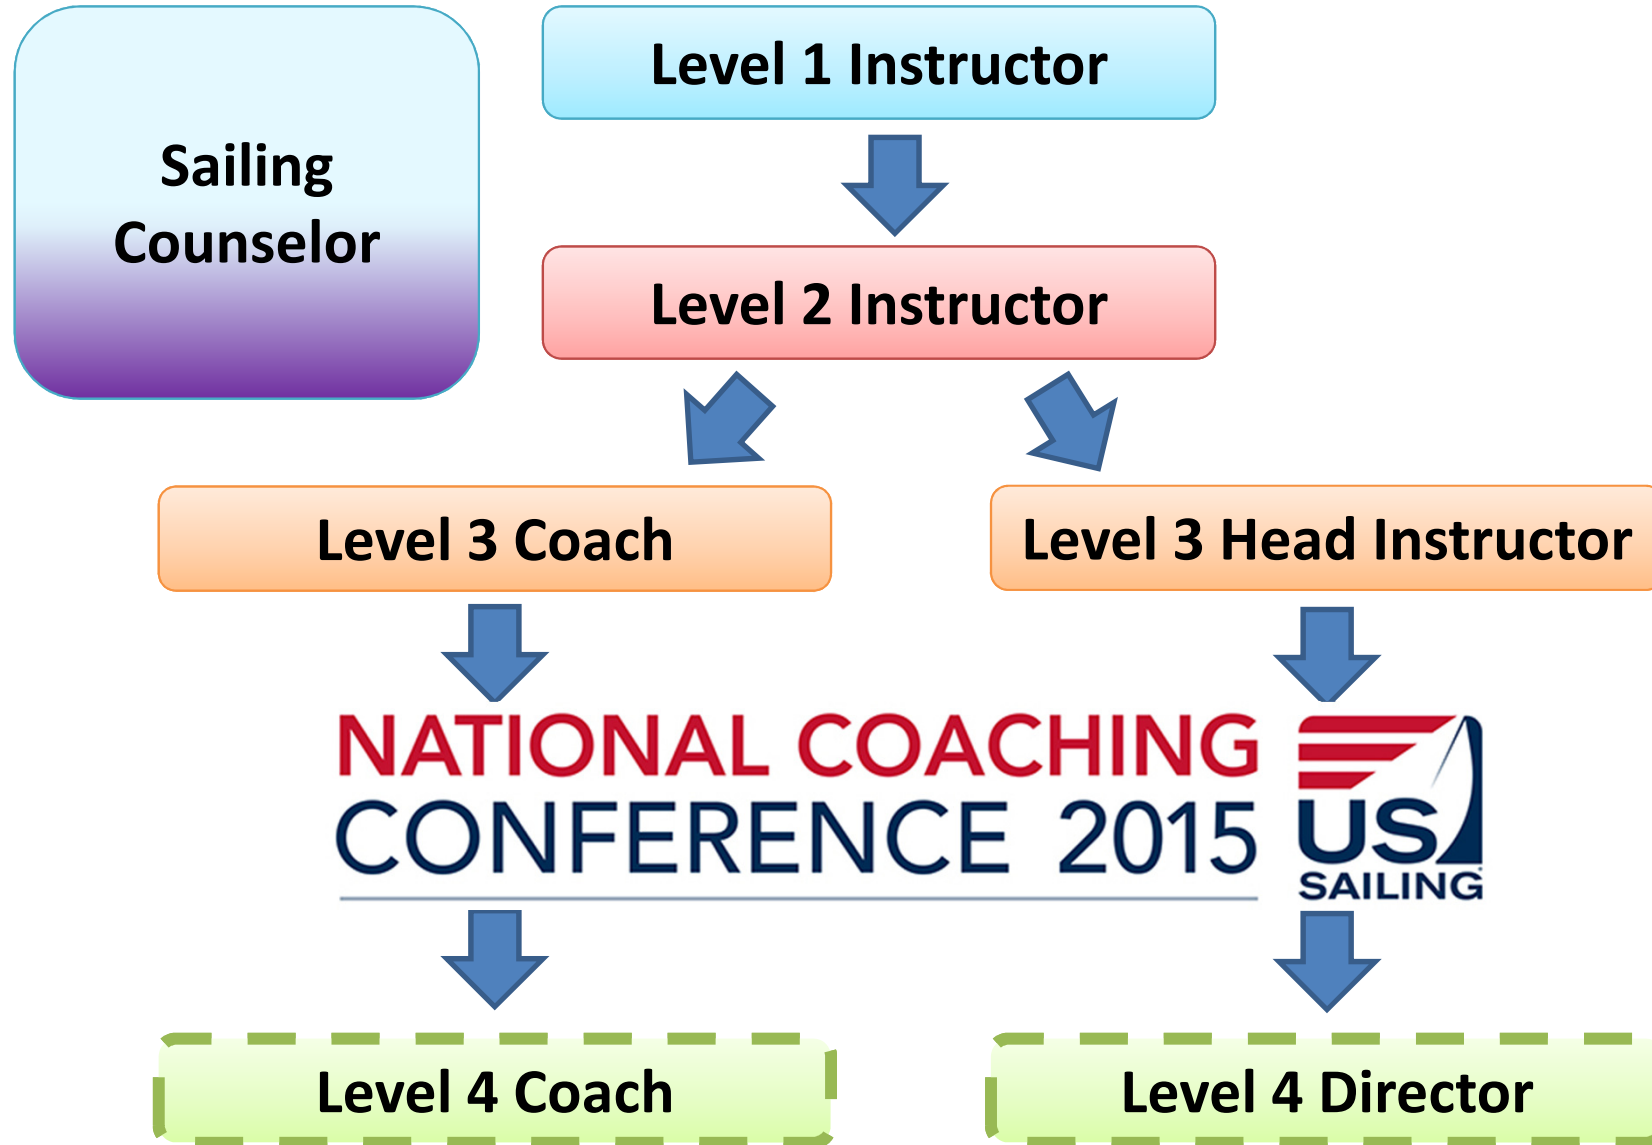 Level 1 Instructor
Sailing
Counselor
Level 2 Instructor
Level 3 Coach
Level 3 Head Instructor
NATIONAL COACHING
CONFERENCE 2015
US
SAILING
Level 4 Coach
Level 4 Director